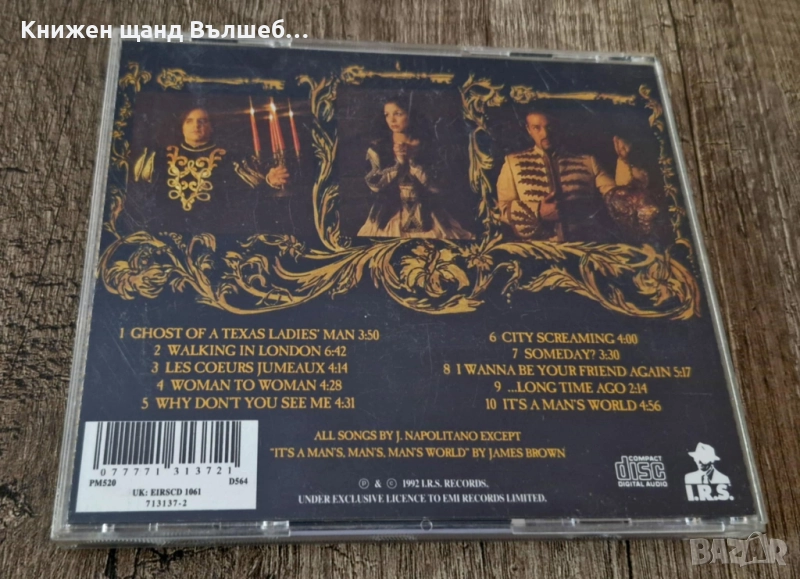 Книжен щанд Вълшеб...
1 GHOST OF A TEXAS LADIES' MAN 3:50
2 WALKING IN LONDON 6:42
3 LES COEURS JUMEAUX 4:14
4 WOMAN TO WOMAN 4:28
5 WHY DON'T YOU SEE ME 4:31
6 CITY SCREAMING 4:00
7 SOMEDAY? 3:30
8 I WANNA BE YOUR FRIEND AGAIN 5:17
9 ...LONG TIME AGO 2:14
10 IT'S A MAN'S WORLD 4:56
ALL SONGS BY J. NAPOLITANO EXCEPT
"IT'S A MAN'S, MAN'S, MAN'S WORLD" BY JAMES BROWN
0 77771 31372 1
PM520 D564
UK: EIRSCD 1061
713137-2
℗ & © 1992 I.R.S. RECORDS,
UNDER EXCLUSIVE LICENCE TO EMI RECORDS LIMITED.
COMPACT
disc
DIGITAL AUDIO
I.R.S.
BAZAR